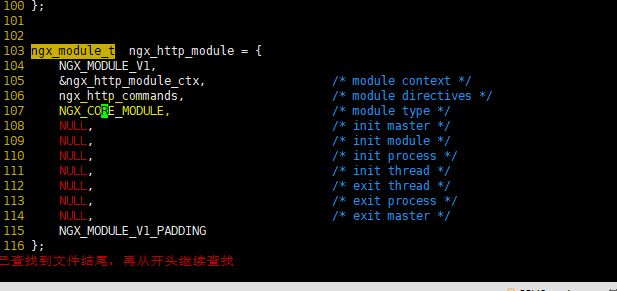 100 };
101
102
103 ngx_module_t  ngx_http_module = {
104     NGX_MODULE_V1,
105     &ngx_http_module_ctx,                  /* module context */
106     ngx_http_commands,                     /* module directives */
107     NGX_CORE_MODULE,                       /* module type */
108     NULL,                                  /* init master */
109     NULL,                                  /* init module */
110     NULL,                                  /* init process */
111     NULL,                                  /* init thread */
112     NULL,                                  /* exit thread */
113     NULL,                                  /* exit process */
114     NULL,                                  /* exit master */
115     NGX_MODULE_V1_PADDING
116 };
已查找到文件结尾，再从开头继续查找